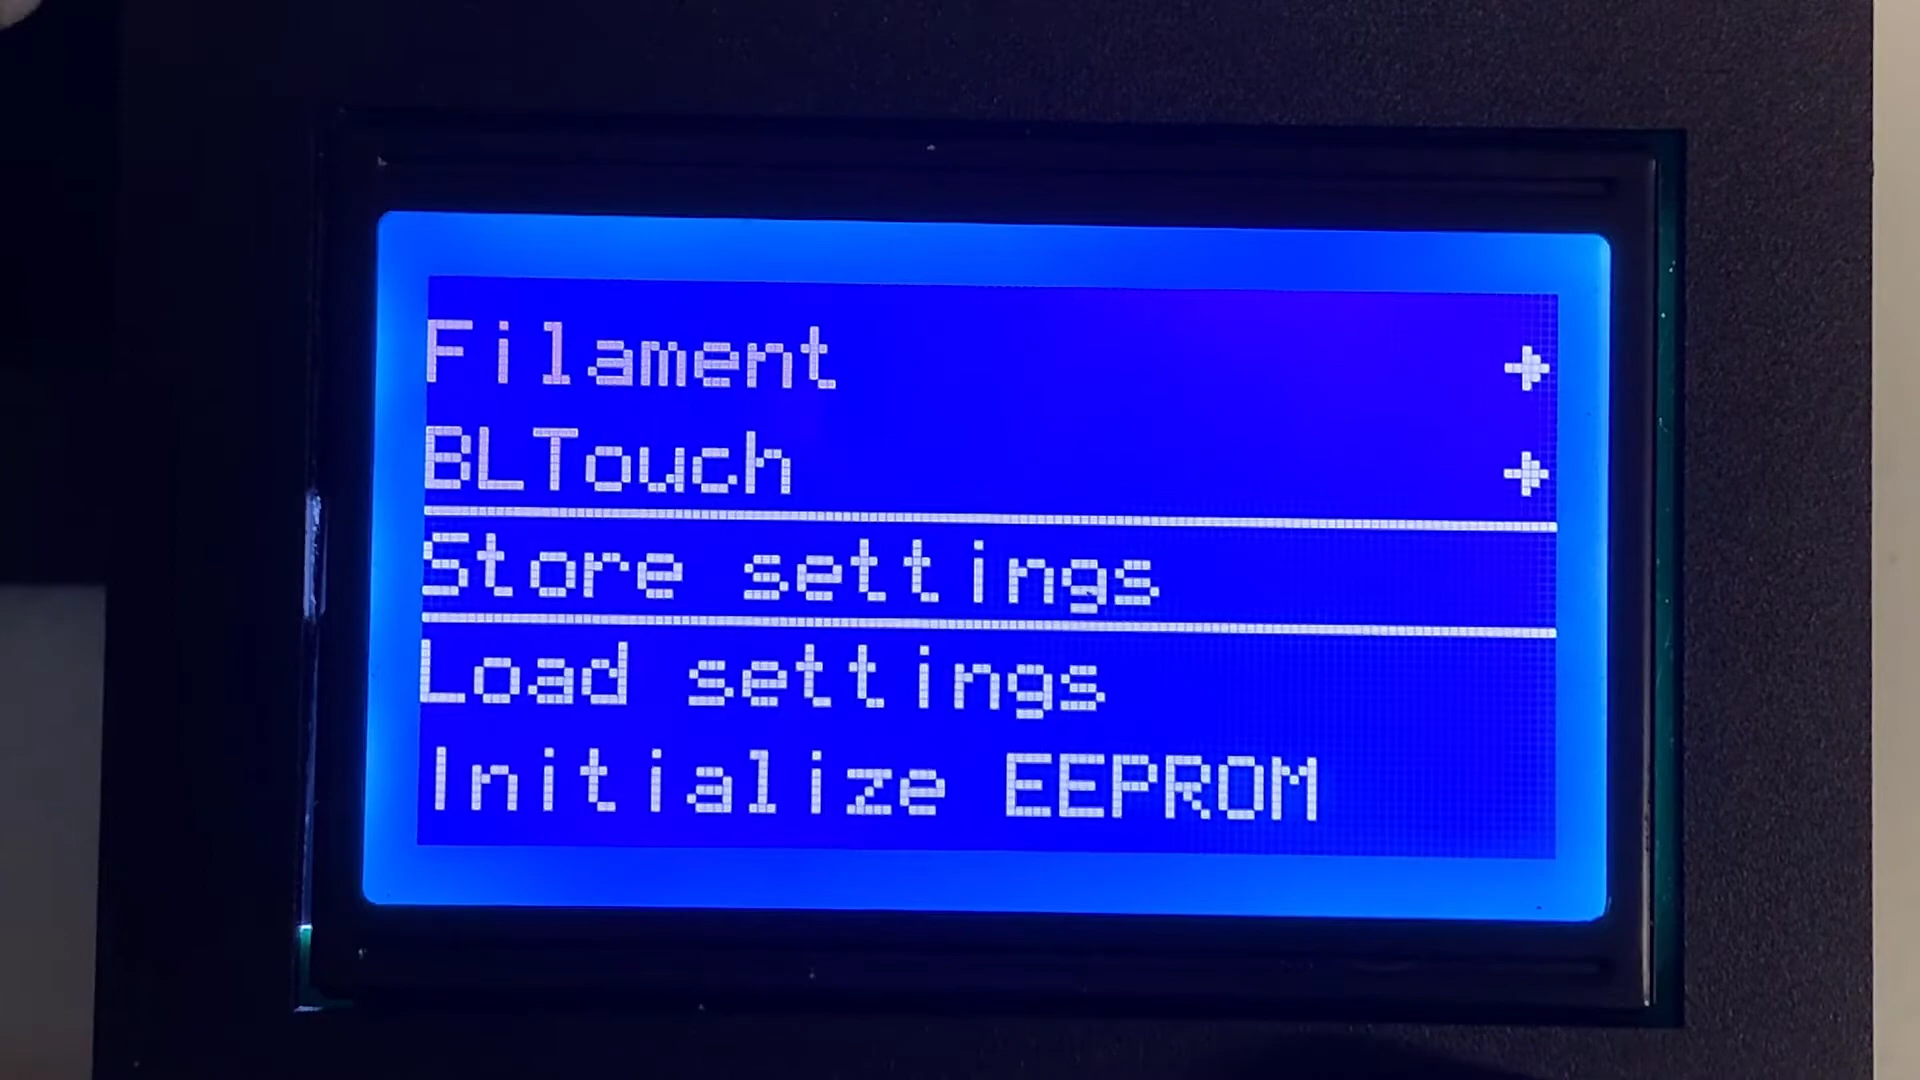 Filament
BLTouch
Store settings
Load settings
Initialize EEPROM